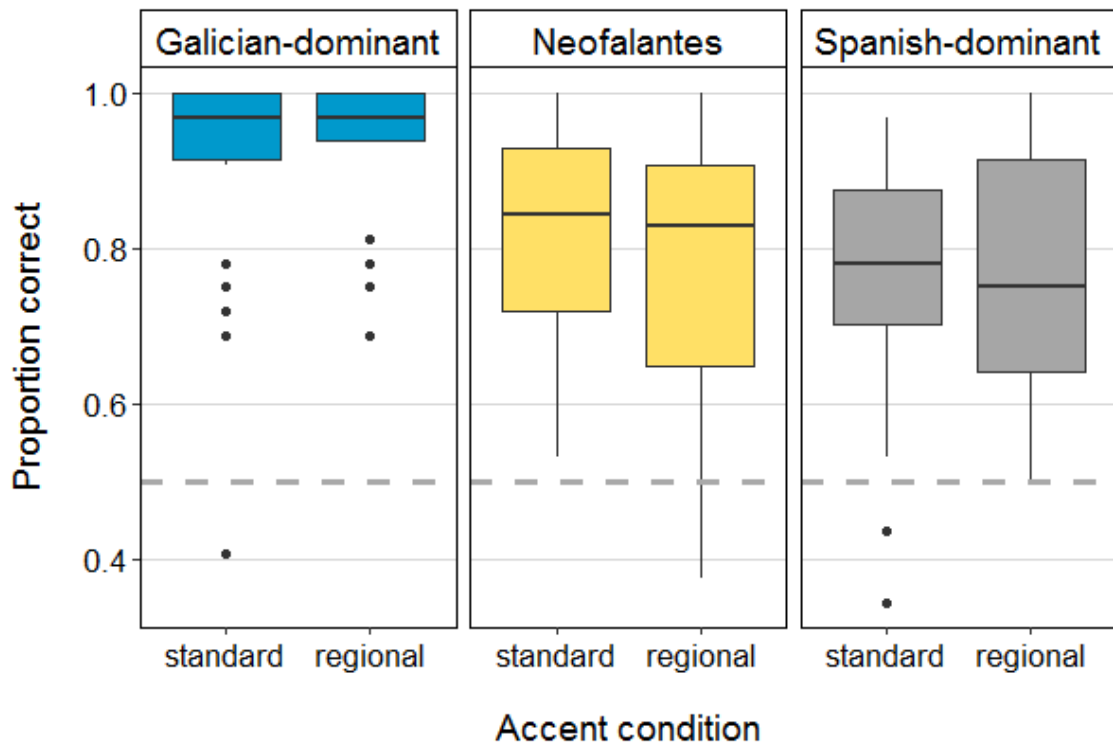 Galician-dominant
Neofalantes
Spanish-dominant
Proportion correct
1.0
0.8
0.6
0.4
standard
regional
standard
regional
standard
regional
Accent condition